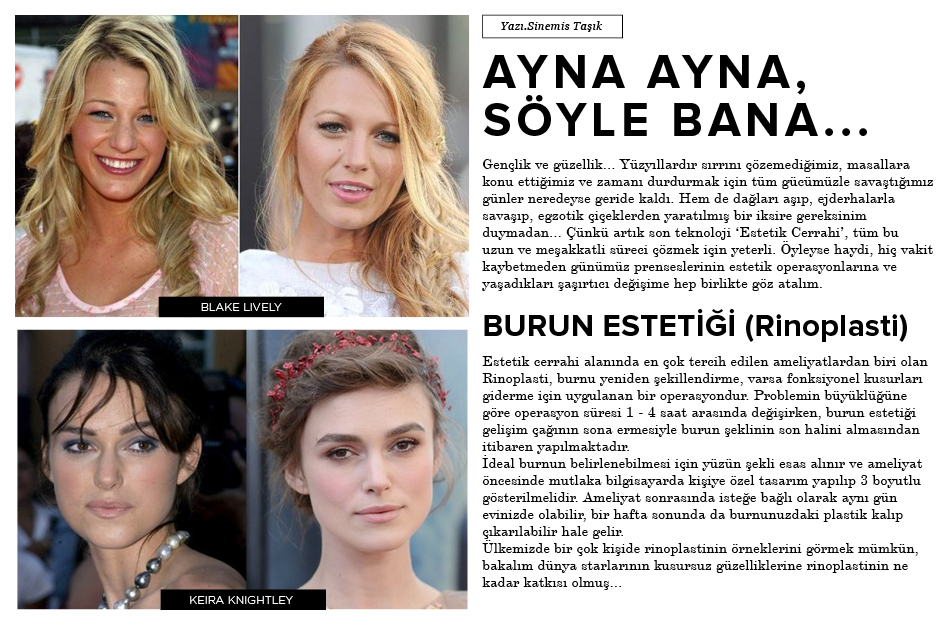 Yazı.Sinemis Taşık
AYNA AYNA,
SÖYLE BANA...
Gençlik ve güzellik... Yüzyıllardır sırrını çözemediğimiz, masallara
konu ettiğimiz ve zamanı durdurmak için tüm gücümüzle savaştığımız
günler neredeyse geride kaldı. Hem de dağları aşıp, ejderhalarla
savaşıp, egzotik çiçeklerden yaratılmış bir iksire gereksinim
duymadan... Çünkü artık son teknoloji ‘Estetik Cerrahi’, tüm bu
uzun ve meşakkatli süreci çözmek için yeterli. Öyleyse haydi, hiç vakit
kaybetmeden günümüz prenseslerinin estetik operasyonlarına ve
yaşadıkları şaşırtıcı değişime hep birlikte göz atalım.
BLAKE LIVELY
BURUN ESTETİĞİ (Rinoplasti)
Estetik cerrahi alanında en çok tercih edilen ameliyatlardan biri olan
Rinoplasti, burnu yeniden şekillendirme, varsa fonksiyonel kusurları
giderme için uygulanan bir operasyondur. Problemin büyüklüğüne
göre operasyon süresi 1 - 4 saat arasında değişirken, burun estetiği
gelişim çağının sona ermesiyle burun şeklinin son halini almasından
itibaren yapılmaktadır.
İdeal burnun belirlenebilmesi için yüzün şekli esas alınır ve ameliyat
öncesinde mutlaka bilgisayarda kişiye özel tasarım yapılıp 3 boyutlu
gösterilmelidir. Ameliyat sonrasında isteğe bağlı olarak aynı gün
evinizde olabilir, bir hafta sonunda da burnunuzdaki plastik kalıp
çıkarılabilir hale gelir.
Ülkemizde bir çok kişide rinoplastinin örneklerini görmek mümkün,
bakalım dünya starlarının kusursuz güzelliklerine rinoplastinin ne
kadar katkısı olmuş...
KEIRA KNIGHTLEY